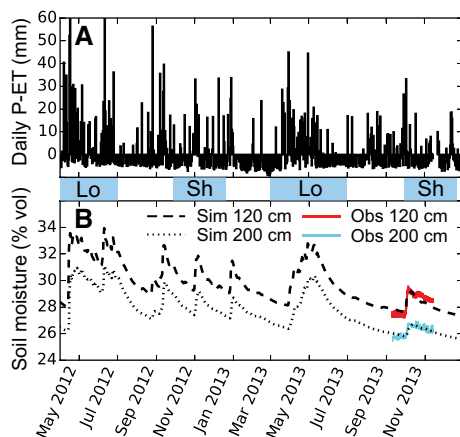 A
Daily P-ET (mm)
60
50
40
30
20
10
0
Lo Sh Lo Sh
B
Soil moisture (% vol)
36
34
32
30
28
26
24
Sim 120 cm Obs 120 cm
Sim 200 cm Obs 200 cm
May 2012 Jul 2012 Sep 2012 Nov 2012 Jan 2013 Mar 2013 May 2013 Jul 2013 Sep 2013 Nov 2013